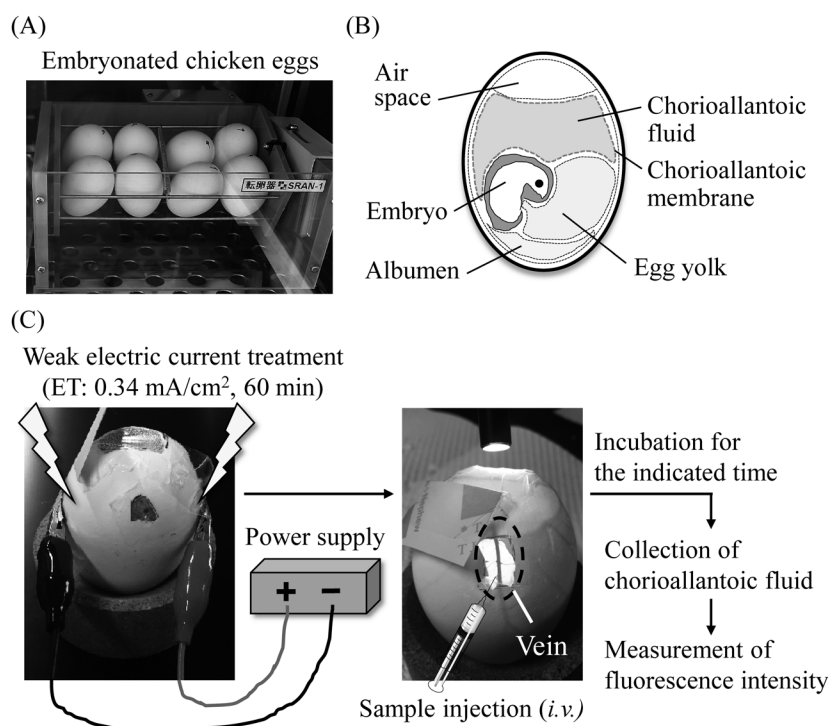 (A)
Embryonated chicken eggs
転卵器 SRAN-1
(B)
Air
space
Chorioallantoic
fluid
Chorioallantoic
membrane
Embryo
Albumen
Egg yolk
(C)
Weak electric current treatment
(ET: 0.34 mA/cm², 60 min)
Power supply
+ −
Vein
Sample injection (i.v.)
Incubation for
the indicated time
Collection of
chorioallantoic fluid
Measurement of
fluorescence intensity